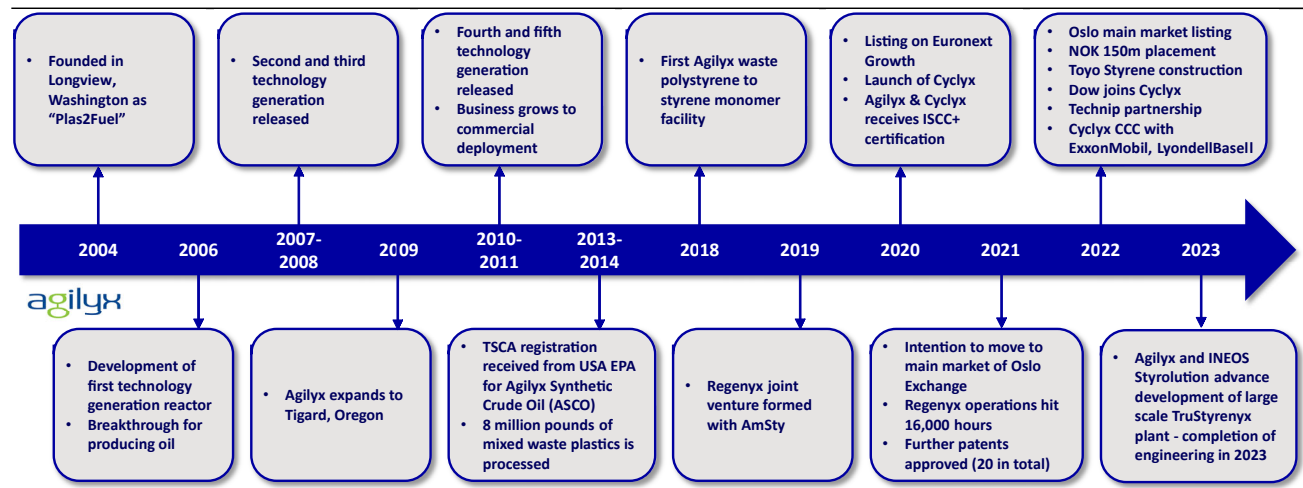 • Founded in
Longview,
Washington as
“Plas2Fuel”
• Second and third
technology
generation
released
• Fourth and fifth
technology
generation
released
• Business grows to
commercial
deployment
• First Agilyx waste
polystyrene to
styrene monomer
facility
• Listing on Euronext
Growth
• Launch of Cyclyx
• Agilyx & Cyclyx
receives ISCC+
certification
• Oslo main market listing
• NOK 150m placement
• Toyo Styrene construction
• Dow joins Cyclyx
• Technip partnership
• Cyclyx CCC with
ExxonMobil, LyondellBasell
2004
2006
2007-
2008
2009
2010-
2011
2013-
2014
2018
2019
2020
2021
2022
2023
agilyx
• Development of
first technology
generation reactor
• Breakthrough for
producing oil
• Agilyx expands to
Tigard, Oregon
• TSCA registration
received from USA EPA
for Agilyx Synthetic
Crude Oil (ASCO)
• 8 million pounds of
mixed waste plastics is
processed
• Regenyx joint
venture formed
with AmSty
• Intention to move to
main market of Oslo
Exchange
• Regenyx operations hit
16,000 hours
• Further patents
approved (20 in total)
• Agilyx and INEOS
Styrolution advance
development of large
scale TruStyrenyx
plant - completion of
engineering in 2023